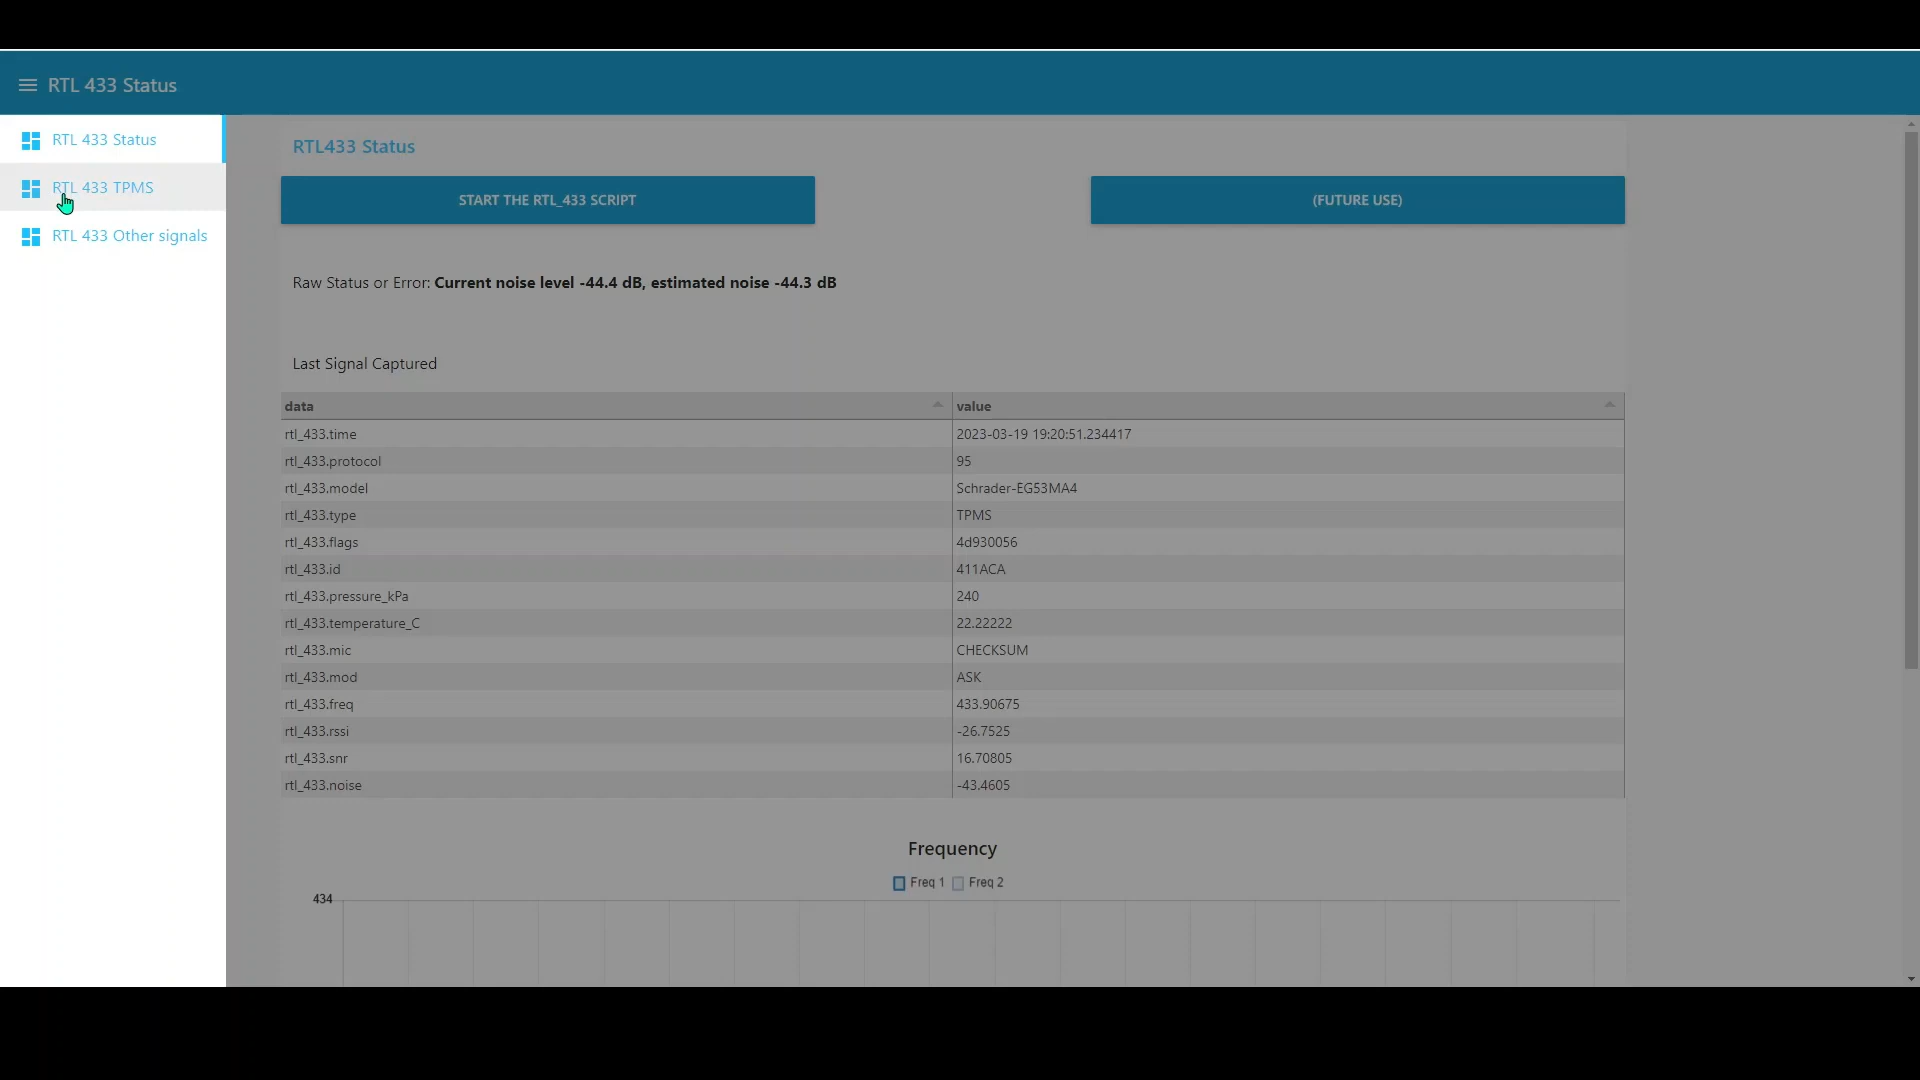 RTL 433 Status
RTL 433 Status
RTL 433 TPMS
RTL 433 Other signals
RTL433 Status
START THE RTL_433 SCRIPT
(FUTURE USE)
Raw Status or Error: Current noise level -44.4 dB, estimated noise -44.3 dB
Last Signal Captured
data value
rtl_433.time 2023-03-19 19:20:51.234417
rtl_433.protocol 95
rtl_433.model Schrader-EG53MA4
rtl_433.type TPMS
rtl_433.flags 4d930056
rtl_433.id 411ACA
rtl_433.pressure_kPa 240
rtl_433.temperature_C 22.22222
rtl_433.mic CHECKSUM
rtl_433.mod ASK
rtl_433.freq 433.90675
rtl_433.rssi -26.7525
rtl_433.snr 16.70805
rtl_433.noise -43.4605
Frequency
Freq 1 Freq 2
434